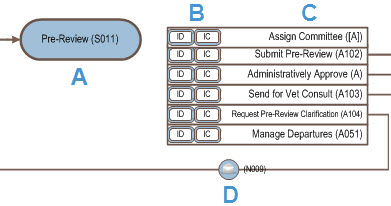 B C
ID IC Assign Committee ([A])
Pre-Review (S011) ID IC Submit Pre-Review (A102)
A ID IC Administratively Approve (A)
ID IC Send for Vet Consult (A103)
ID IC Request Pre-Review Clarification (A104)
ID IC Manage Departures (A051)
(N009)
D